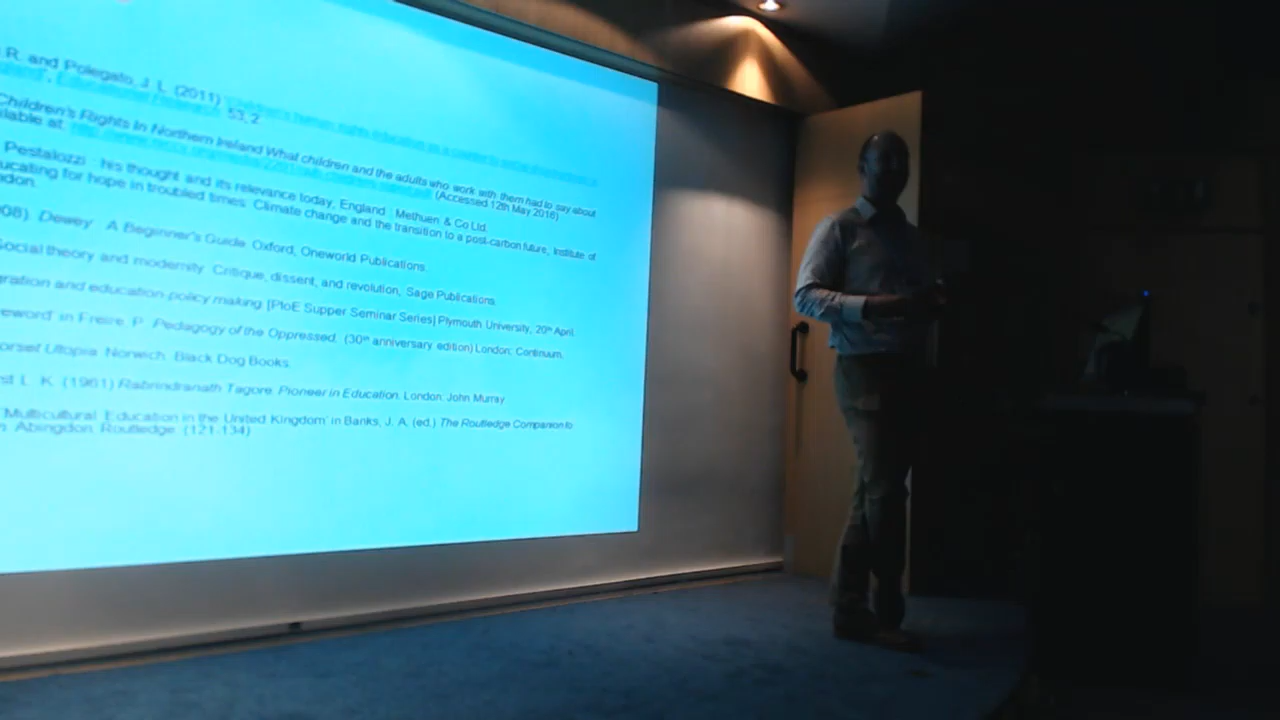 R. and Polegato, J. L. (2011)
53, 2
Children's Rights In Northern Ireland What children and the adults who work with them had to say about
ilable at: (Accessed 12th May 2016)
Pestalozzi : his thought and its relevance today, England : Methuen & Co Ltd.
ucating for hope in troubled times: Climate change and the transition to a post-carbon future, Institute of
ndon.
08). Dewey : A Beginner's Guide. Oxford, Oneworld Publications.
Social theory and modernity. Critique, dissent, and revolution, Sage Publications.
gration and education policy making [PIoE Supper Seminar Series] Plymouth University, 20th April.
reword' in Freire, P. Pedagogy of the Oppressed. (30th anniversary edition) London: Continuum.
orset Utopia. Norwich. Black Dog Books.
rst L. K. (1961) Rabindranath Tagore. Pioneer in Education. London: John Murray
Multicultural Education in the United Kingdom' in Banks, J. A. (ed.) The Routledge Companion to
n. Abingdon. Routledge. (121-134)